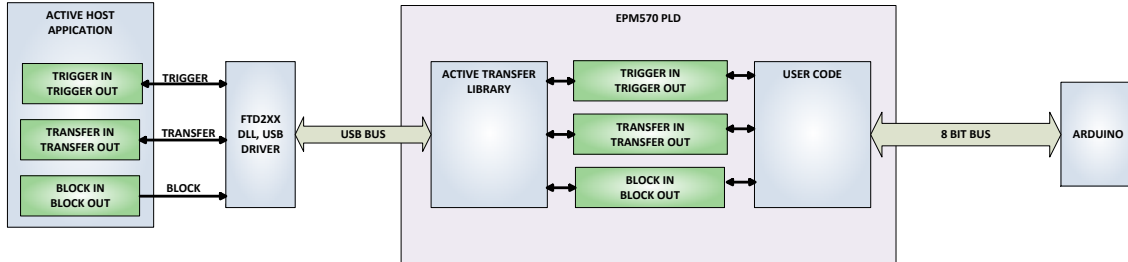 ACTIVE HOST
APPICATION
TRIGGER IN
TRIGGER OUT
TRANSFER IN
TRANSFER OUT
BLOCK IN
BLOCK OUT
TRIGGER
TRANSFER
BLOCK
FTD2XX
DLL, USB
DRIVER
USB BUS
EPM570 PLD
ACTIVE TRANSFER
LIBRARY
TRIGGER IN
TRIGGER OUT
TRANSFER IN
TRANSFER OUT
BLOCK IN
BLOCK OUT
USER CODE
8 BIT BUS
ARDUINO